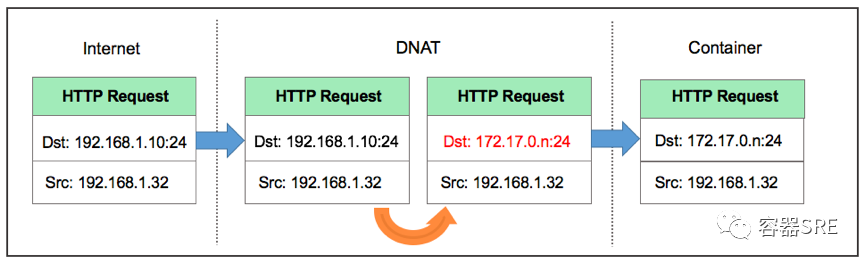 Internet
DNAT
Container
HTTP Request
HTTP Request
HTTP Request
HTTP Request
Dst: 192.168.1.10:24
Dst: 192.168.1.10:24
Dst: 172.17.0.n:24
Dst: 172.17.0.n:24
Src: 192.168.1.32
Src: 192.168.1.32
Src: 192.168.1.32
Src: 192.168.1.32
容器SRE